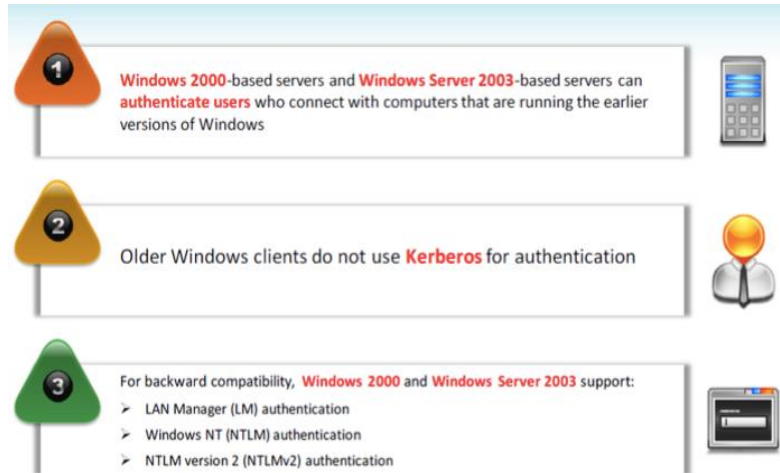 1
Windows 2000-based servers and Windows Server 2003-based servers can
authenticate users who connect with computers that are running the earlier
versions of Windows
2
Older Windows clients do not use Kerberos for authentication
3
For backward compatibility, Windows 2000 and Windows Server 2003 support:
➢ LAN Manager (LM) authentication
➢ Windows NT (NTLM) authentication
➢ NTLM version 2 (NTLMv2) authentication